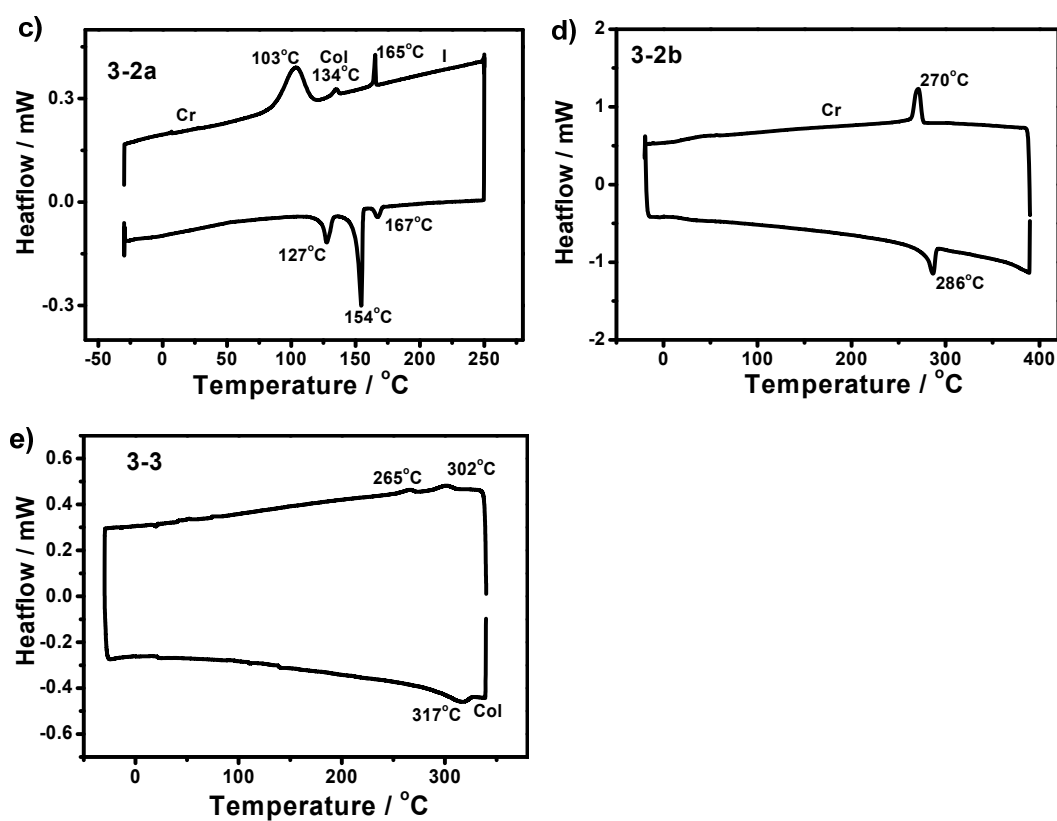 c)
3-2a
103°C
Col
134°C
165°C
I
Cr
127°C
154°C
167°C
0.3
0.0
-0.3
Heatflow / mW
-50 0 50 100 150 200 250
Temperature / °C
d)
3-2b
270°C
Cr
286°C
2
1
0
-1
-2
Heatflow / mW
0 100 200 300 400
Temperature / °C
e)
3-3
265°C
302°C
317°C
Col
0.6
0.4
0.2
0.0
-0.2
-0.4
-0.6
Heatflow / mW
0 100 200 300
Temperature / °C